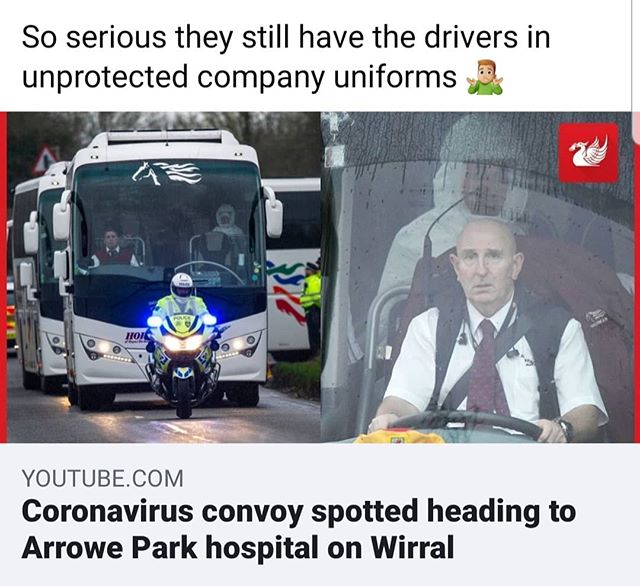 So serious they still have the drivers in
unprotected company uniforms 🤷🏼‍♂️
POLICE
YOUTUBE.COM
Coronavirus convoy spotted heading to
Arrowe Park hospital on Wirral